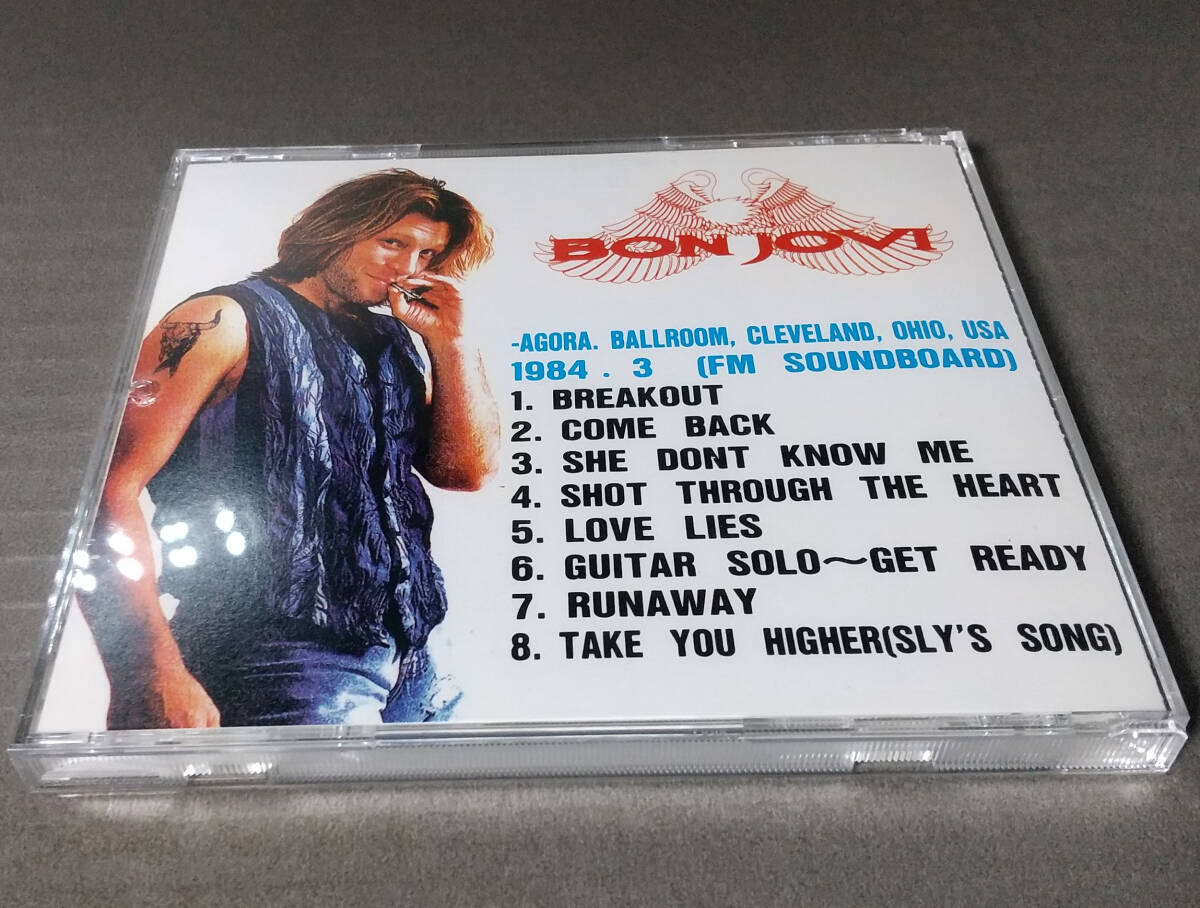 BON JOVI
-AGORA. BALLROOM, CLEVELAND, OHIO, USA
1984 . 3 (FM SOUNDBOARD)
1. BREAKOUT
2. COME BACK
3. SHE DONT KNOW ME
4. SHOT THROUGH THE HEART
5. LOVE LIES
6. GUITAR SOLO～GET READY
7. RUNAWAY
8. TAKE YOU HIGHER(SLY'S SONG)